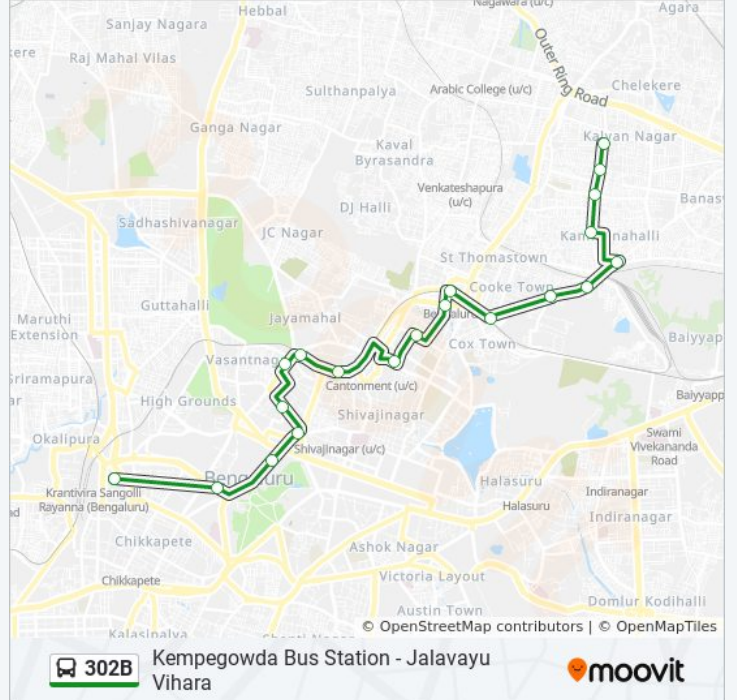 Nagawara (u/c)
Hebbal
Agara
Sanjay Nagara
Outer Ring Road
Raj Mahal Vilas
Sulthanpalya
Arabic College (u/c)
Chelekere
Ganga Nagar
Kalyan Nagar
Kaval
Byrasandra
Venkateshapura
(u/c)
DJ Halli
Sadhashivanagar
JC Nagar
St Thomastown
Cooke Town
Guttahalli
Maruthi
Extension
Jayamahal
Cox Town
Cantonment (u/c)
High Grounds
Shivajinagar
Swami
Vivekananda
Road
Okalipura
Shivajinagar (u/c)
Halasuru
Krantivira Sangolli
Rayanna (Bengaluru)
Indiranagar
Halasuru
Indiranagar
Chikkapete
Ashok Nagar
Chikkapete
Victoria Layout
Austin Town
Domlur Kodihalli
© OpenStreetMap contributors | © OpenMapTiles
302B
Kempegowda Bus Station - Jalavayu
Vihara
moovit